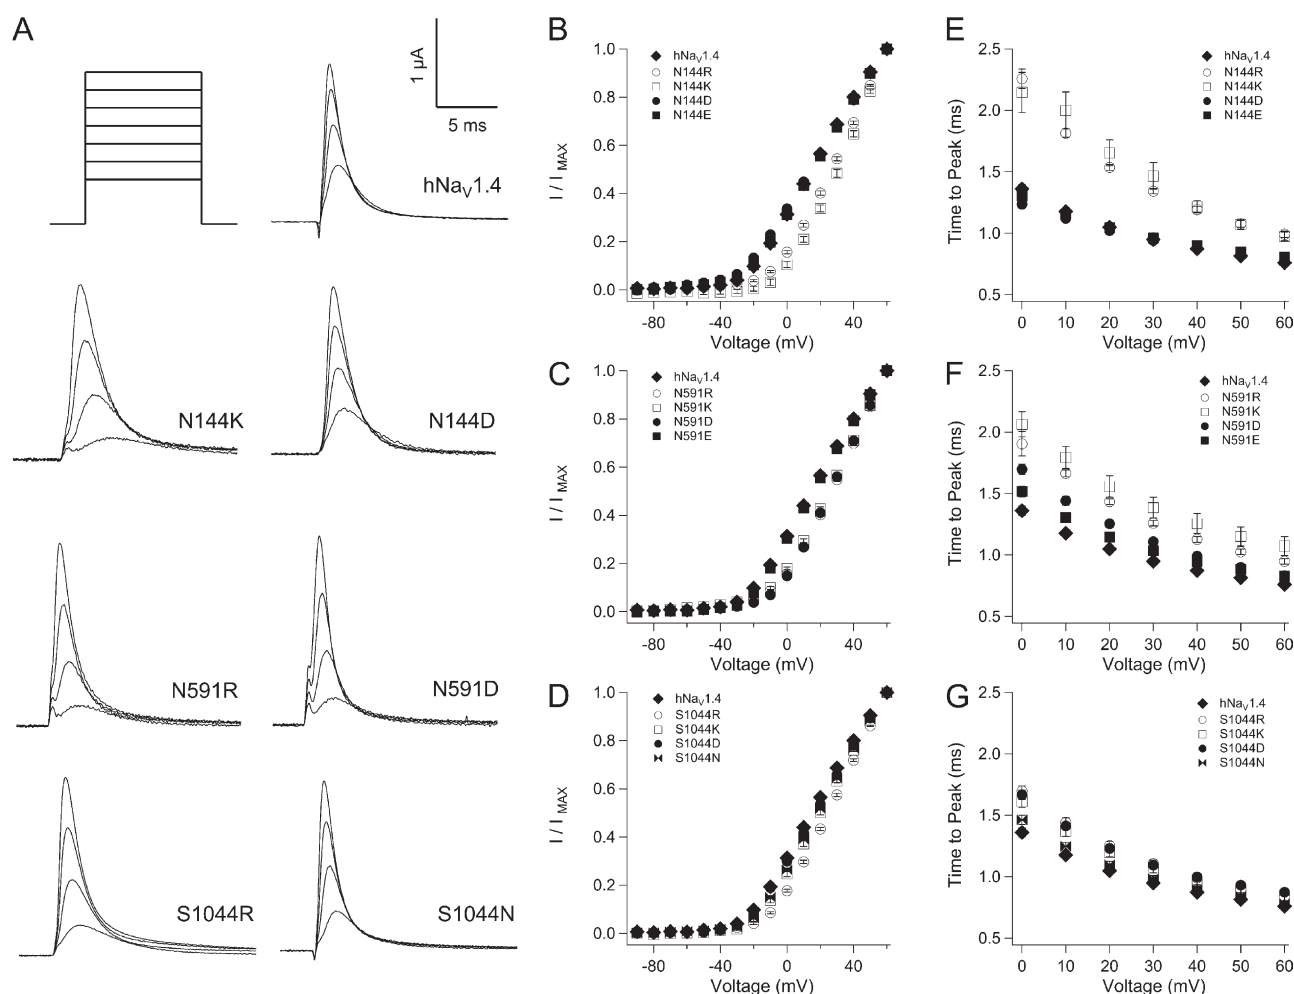 A
1 µA
5 ms
hNaV1.4
N144K
N144D
N591R
N591D
S1044R
S1044N
B
hNaV1.4
N144R
N144K
N144D
N144E
1.0
0.8
0.6
0.4
0.2
0.0
I / IMAX
-80
-40
0
40
Voltage (mV)
C
hNaV1.4
N591R
N591K
N591D
N591E
1.0
0.8
0.6
0.4
0.2
0.0
I / IMAX
-80
-40
0
40
Voltage (mV)
D
hNaV1.4
S1044R
S1044K
S1044D
S1044N
1.0
0.8
0.6
0.4
0.2
0.0
I / IMAX
-80
-40
0
40
Voltage (mV)
E
hNaV1.4
N144R
N144K
N144D
N144E
2.5
2.0
1.5
1.0
0.5
Time to Peak (ms)
0
10
20
30
40
50
60
Voltage (mV)
F
hNaV1.4
N591R
N591K
N591D
N591E
2.5
2.0
1.5
1.0
0.5
Time to Peak (ms)
0
10
20
30
40
50
60
Voltage (mV)
G
hNaV1.4
S1044R
S1044K
S1044D
S1044N
2.5
2.0
1.5
1.0
0.5
Time to Peak (ms)
0
10
20
30
40
50
60
Voltage (mV)